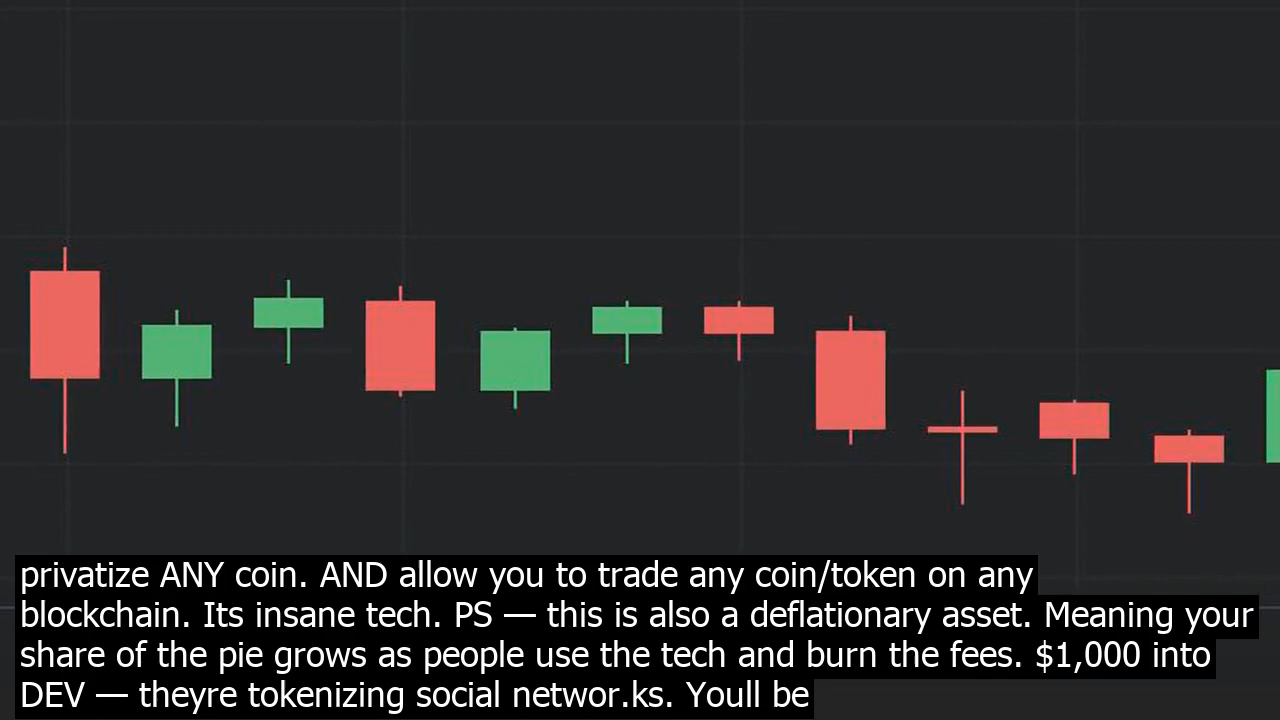 privatize ANY coin. AND allow you to trade any coin/token on any
blockchain. Its insane tech. PS — this is also a deflationary asset. Meaning your
share of the pie grows as people use the tech and burn the fees. $1,000 into
DEV — theyre tokenizing social networ.ks. Youll be